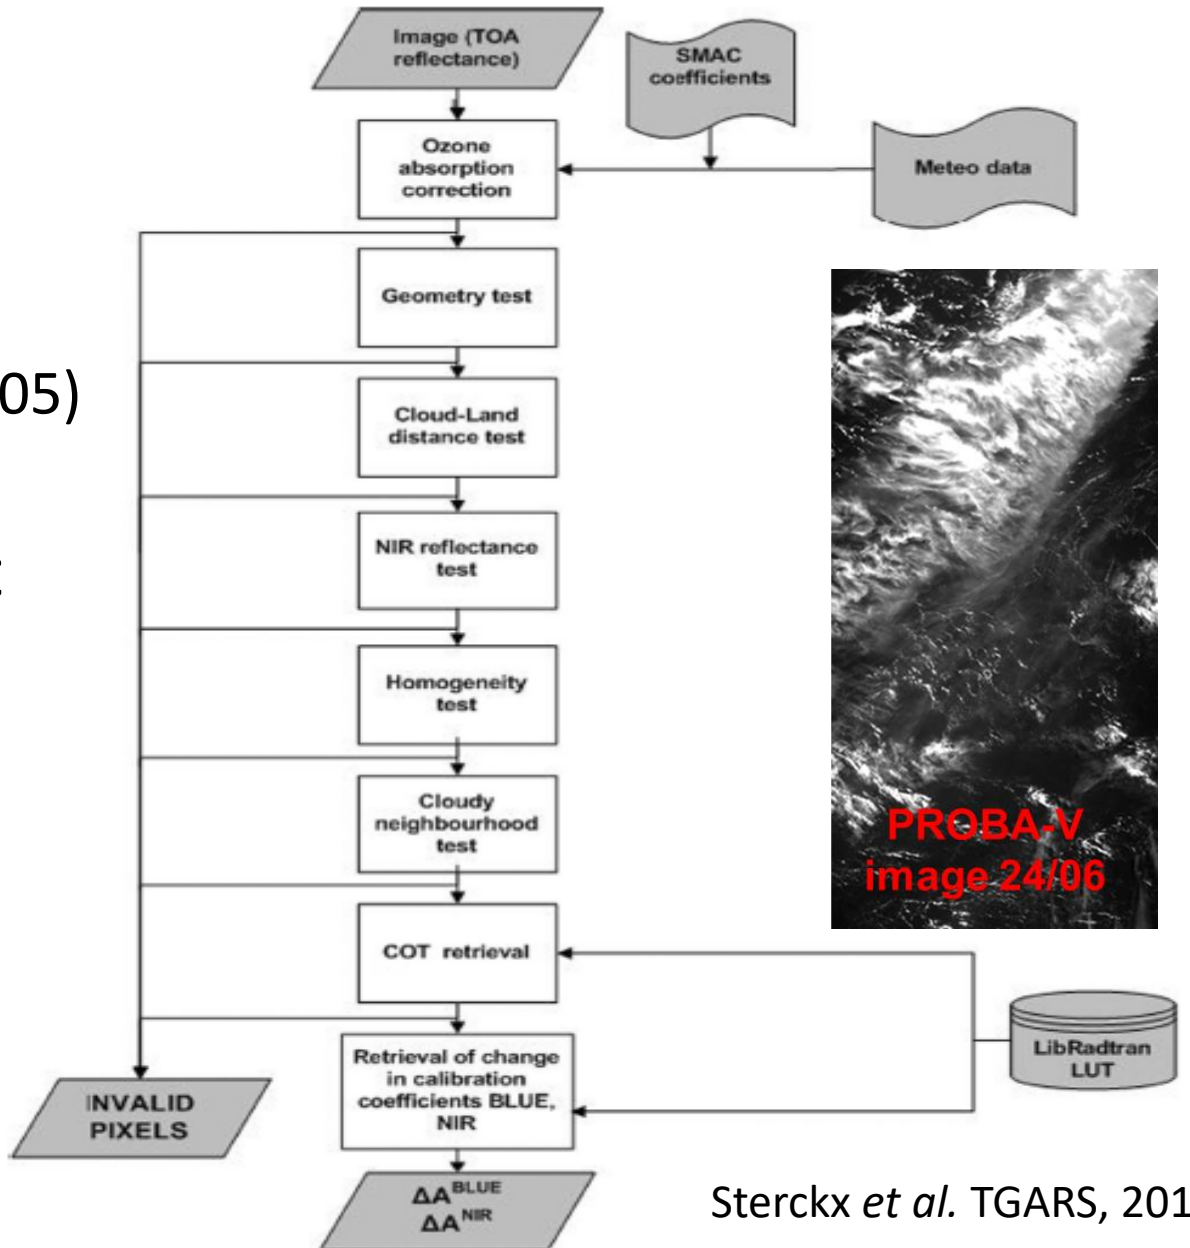 Image (TOA
reflectance)
SMAC
coefficients
Ozone
absorption
correction
Meteo data
Geometry test
05)
Cloud-Land
distance test
NIR reflectance
test
Homogeneity
test
Cloudy
neighbourhood
test
PROBA-V
image 24/06
COT retrieval
LibRadtran
LUT
Retrieval of change
in calibration
coefficients BLUE,
NIR
INVALID
PIXELS
ΔA^BLUE
ΔA^NIR
Sterckx et al. TGARS, 201